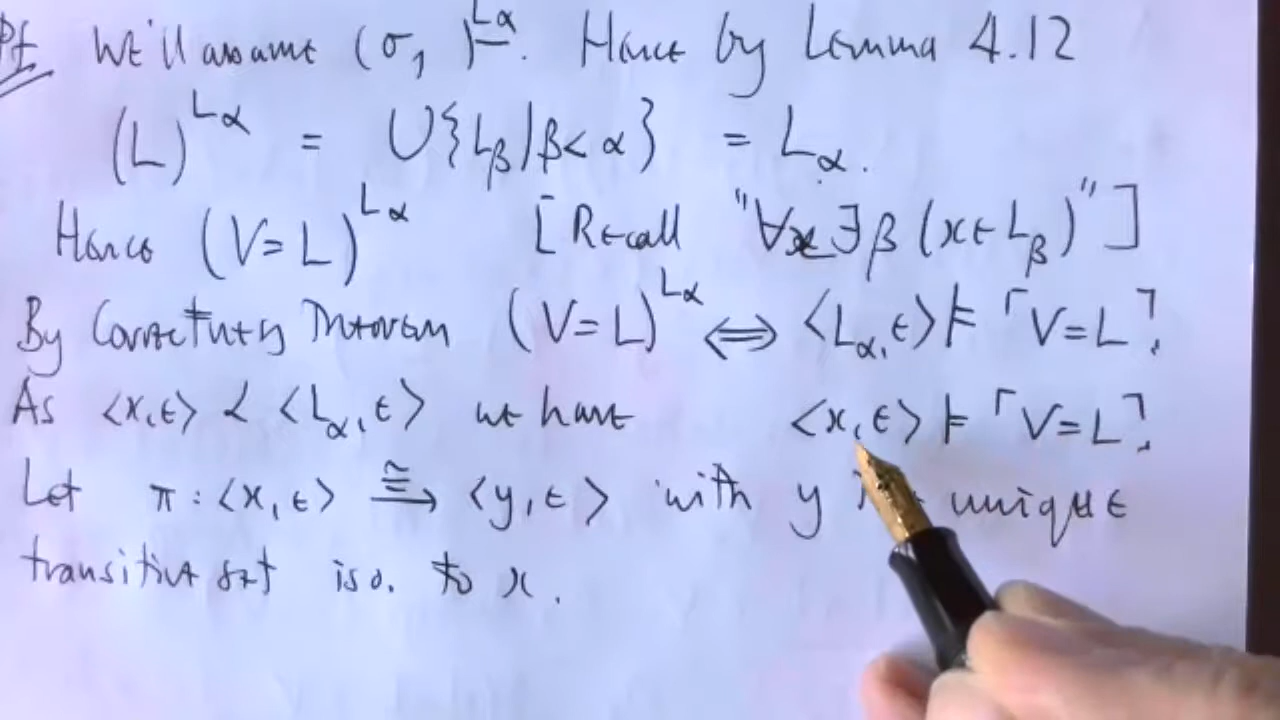 Pf We'll assume (σ₁)^{Lα}. Hence by Lemma 4.12
(L)^{Lα} = ∪{L_β | β < α} = L_α.
Hence (V=L)^{Lα} [Recall "∀x∃β(x∈L_β)"]
By Correctness Theorem (V=L)^{Lα} ⇔ ⟨L_α,∈⟩ ⊨ ⌜V=L⌝.
As ⟨x,∈⟩ ≺ ⟨L_α,∈⟩ we have ⟨x,∈⟩ ⊨ ⌜V=L⌝.
Let π : ⟨x,∈⟩ ≅→ ⟨y,∈⟩ with y unique
transitive set iso. to x.